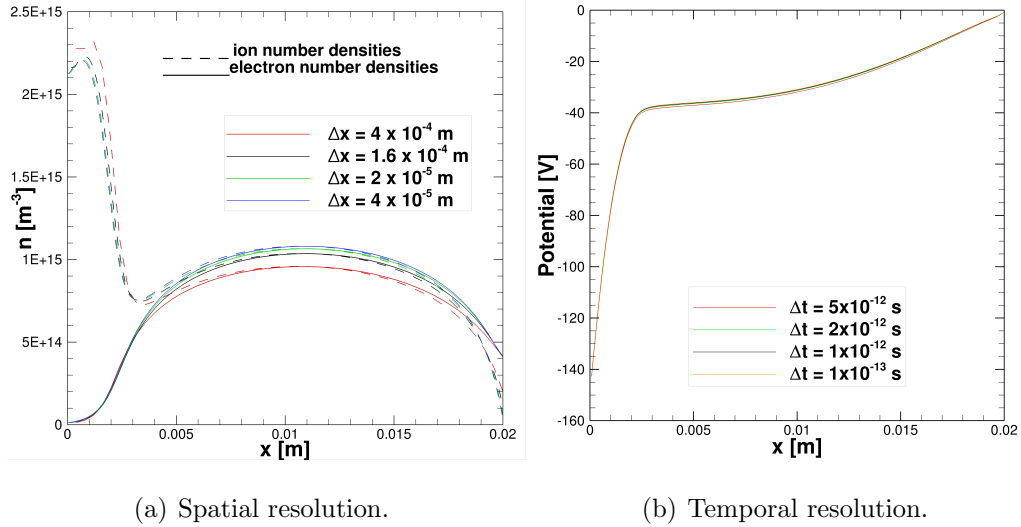 n [m⁻³]
2.5E+15
2E+15
1.5E+15
1E+15
5E+14
0
ion number densities
electron number densities
Δx = 4 x 10⁻⁴ m
Δx = 1.6 x 10⁻⁴ m
Δx = 2 x 10⁻⁵ m
Δx = 4 x 10⁻⁵ m
0 0.005 0.01 0.015 0.02
x [m]
(a) Spatial resolution.
Potential [V]
0
-20
-40
-60
-80
-100
-120
-140
-160
Δt = 5x10⁻¹² s
Δt = 2x10⁻¹² s
Δt = 1x10⁻¹² s
Δt = 1x10⁻¹³ s
0 0.005 0.01 0.015 0.02
x [m]
(b) Temporal resolution.